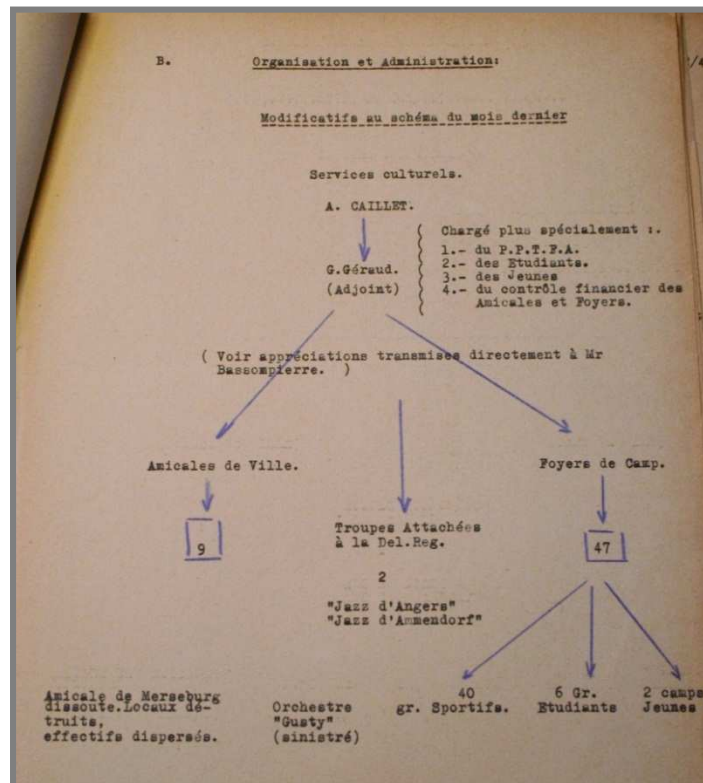 B. Organisation et Administration:
/4
Modificatifs au schéma du mois dernier
Services culturels.
A. CAILLET.
G.Géraud.
(Adjoint)
Chargé plus spécialement :.
1.- du P.P.T.F.A.
2.- des Etudiants.
3.- des Jeunes
4.- du contrôle financier des
Amicales et Foyers.
( Voir appréciations transmises directement à Mr
Bassompierre. )
Amicales de Ville.
9
Troupes Attachées
à la Del.Reg.
2
"Jazz d'Angers"
"Jazz d'Ammendorf"
Foyers de Camp.
47
Amicale de Merseburg
dissoute.Locaux dé-
truits,
effectifs dispersés.
Orchestre
"Gusty"
(sinistré)
40
gr. Sportifs.
6 Gr.
Etudiants
2 camps
Jeunes